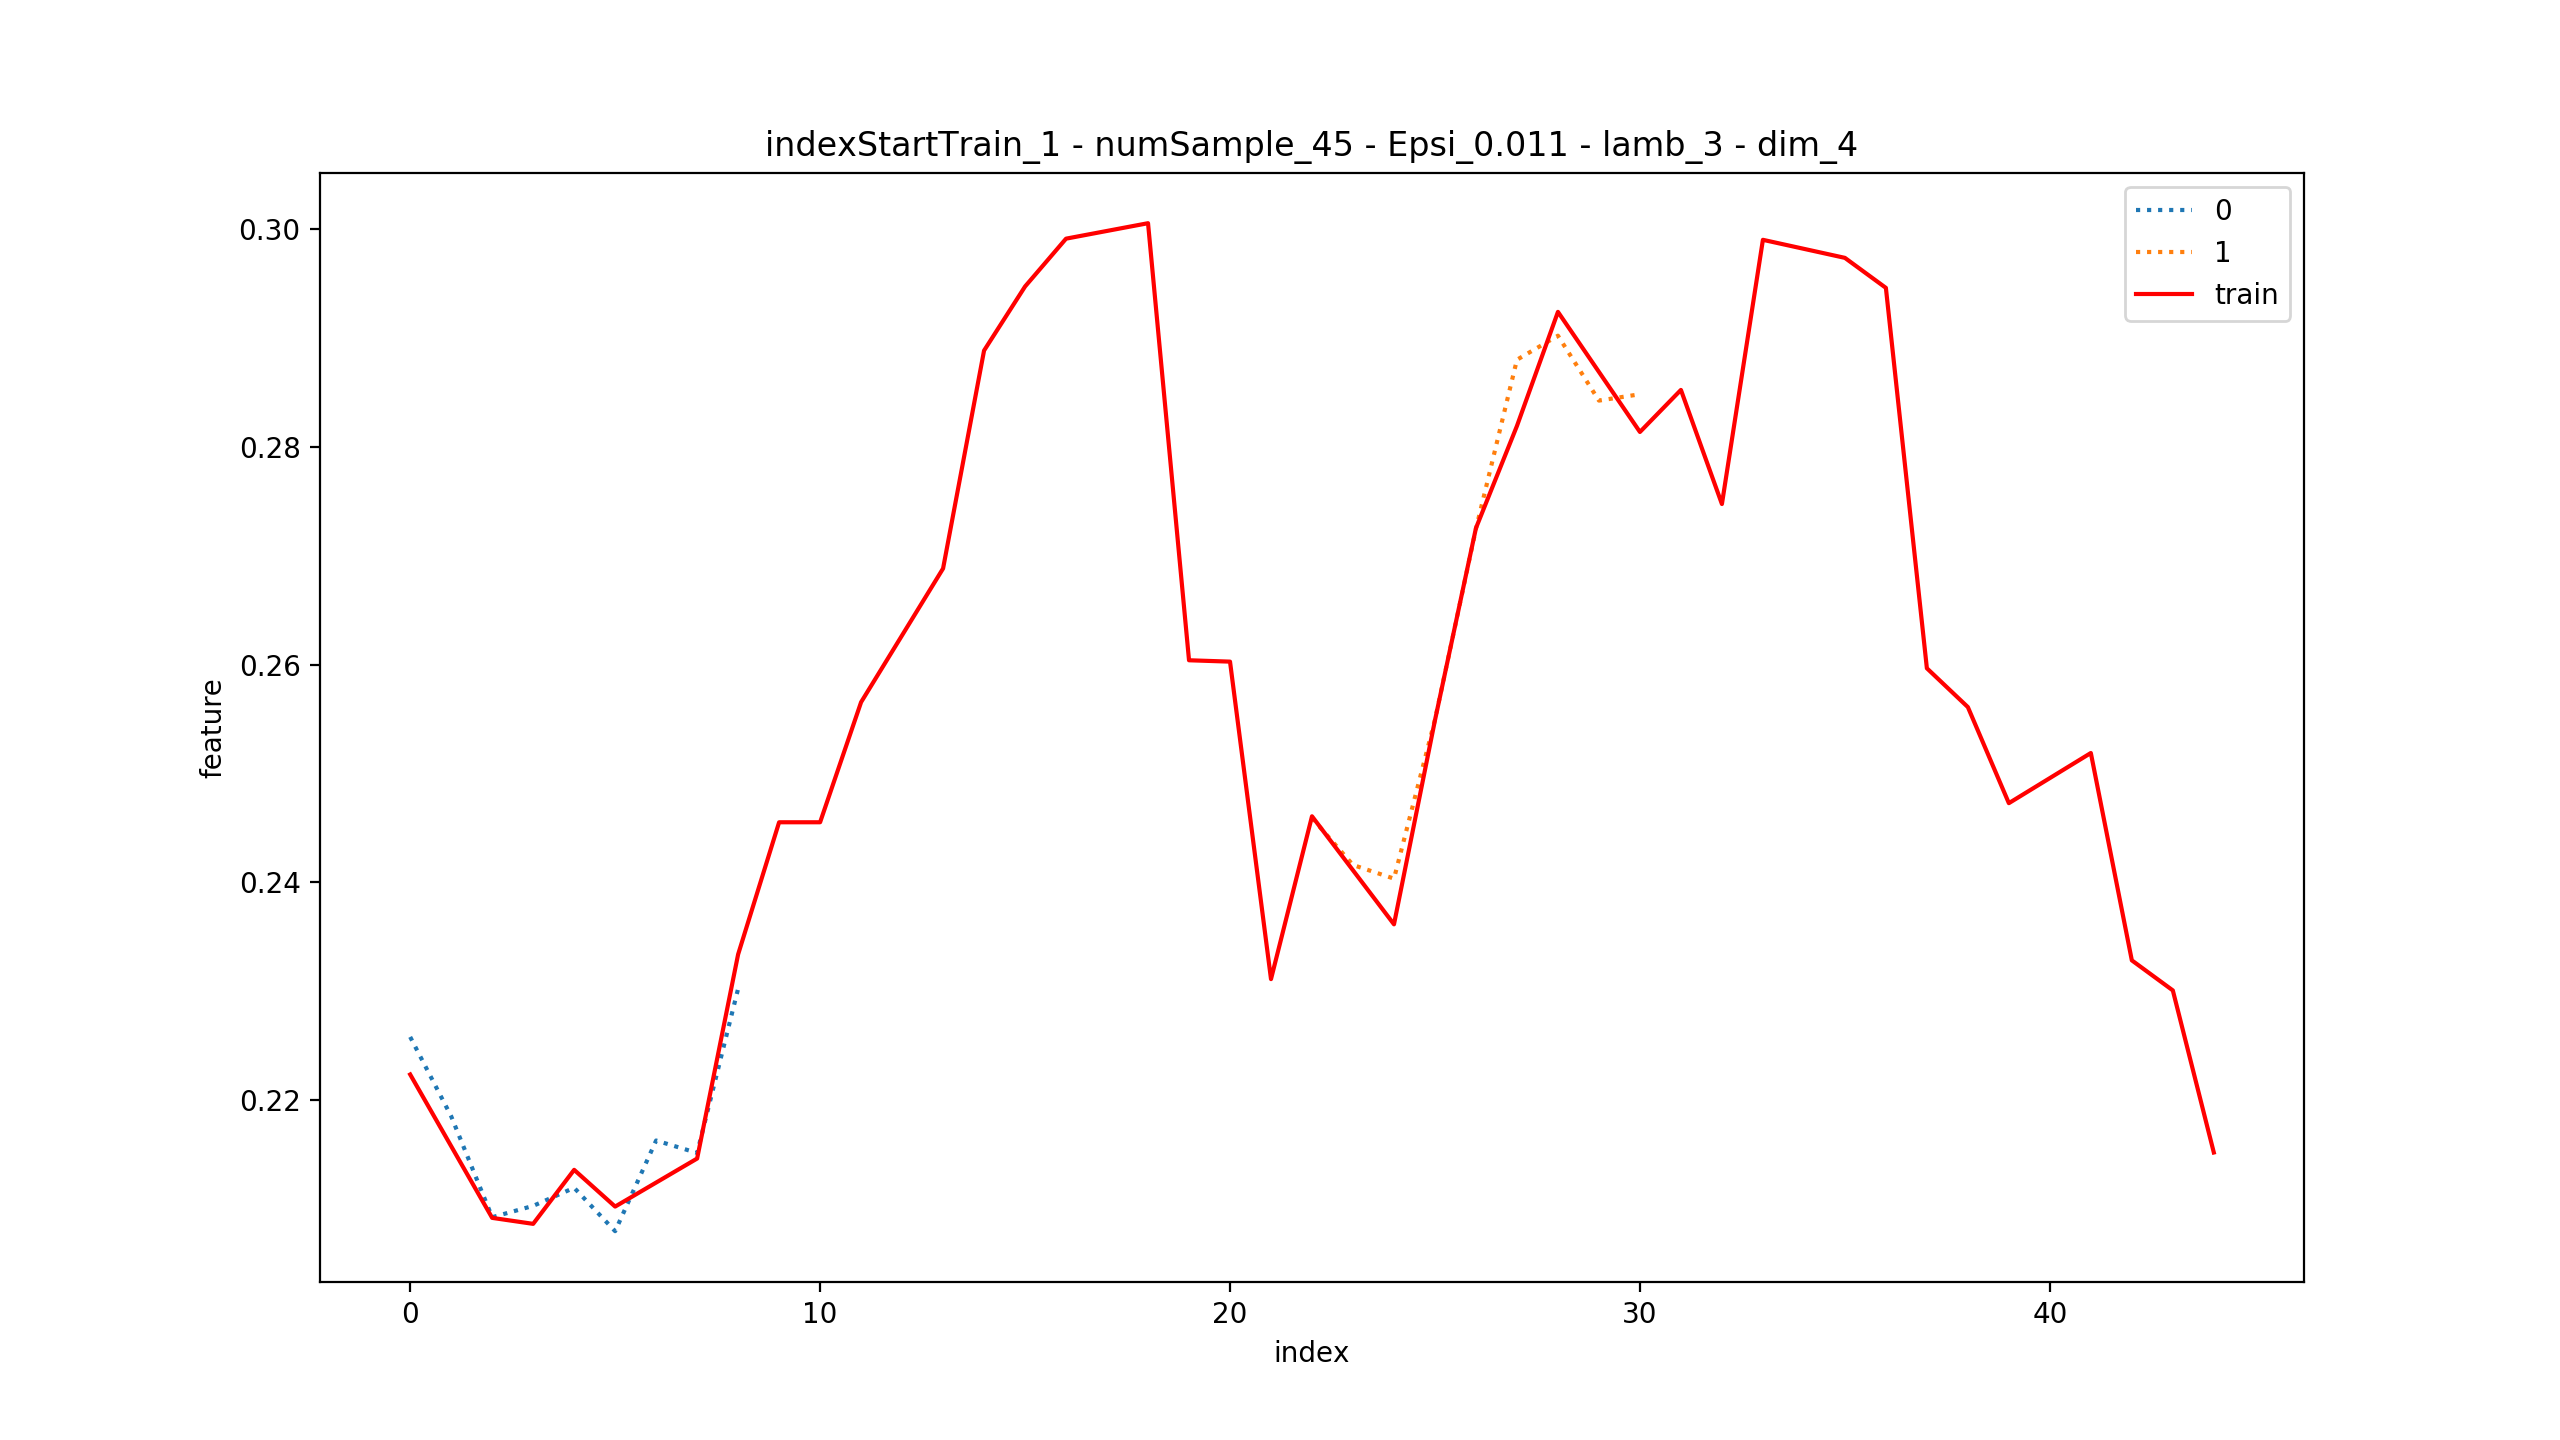 indexStartTrain_1 - numSample_45 - Epsi_0.011 - lamb_3 - dim_4
0
1
train
0.30
0.28
0.26
0.24
0.22
feature
0 10 20 30 40
index